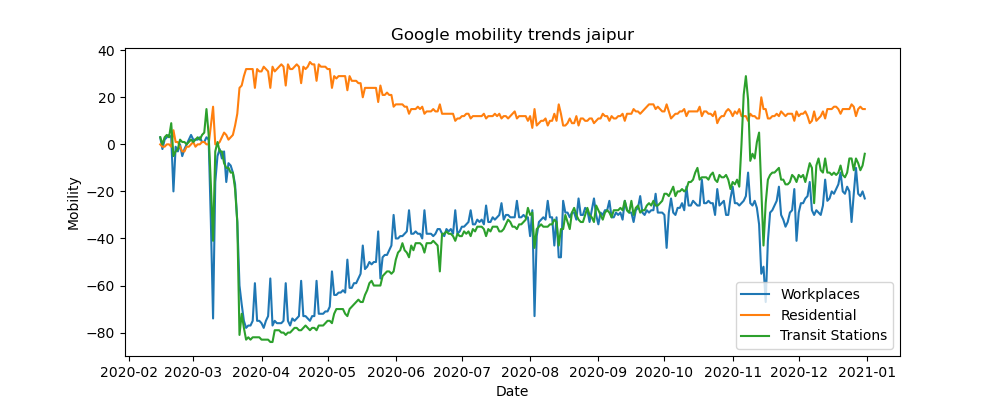 Google mobility trends jaipur
Mobility
40
20
0
−20
−40
−60
−80
Workplaces
Residential
Transit Stations
2020-02 2020-03 2020-04 2020-05 2020-06 2020-07 2020-08 2020-09 2020-10 2020-11 2020-12 2021-01
Date